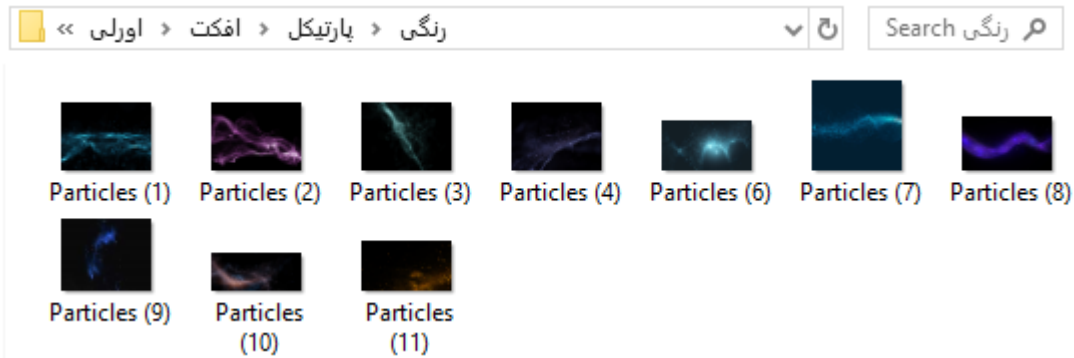 « اورلی › افکت › پارتیکل › رنگی
Search رنگی
Particles (1) Particles (2) Particles (3) Particles (4) Particles (6) Particles (7) Particles (8)
Particles (9) Particles (10) Particles (11)